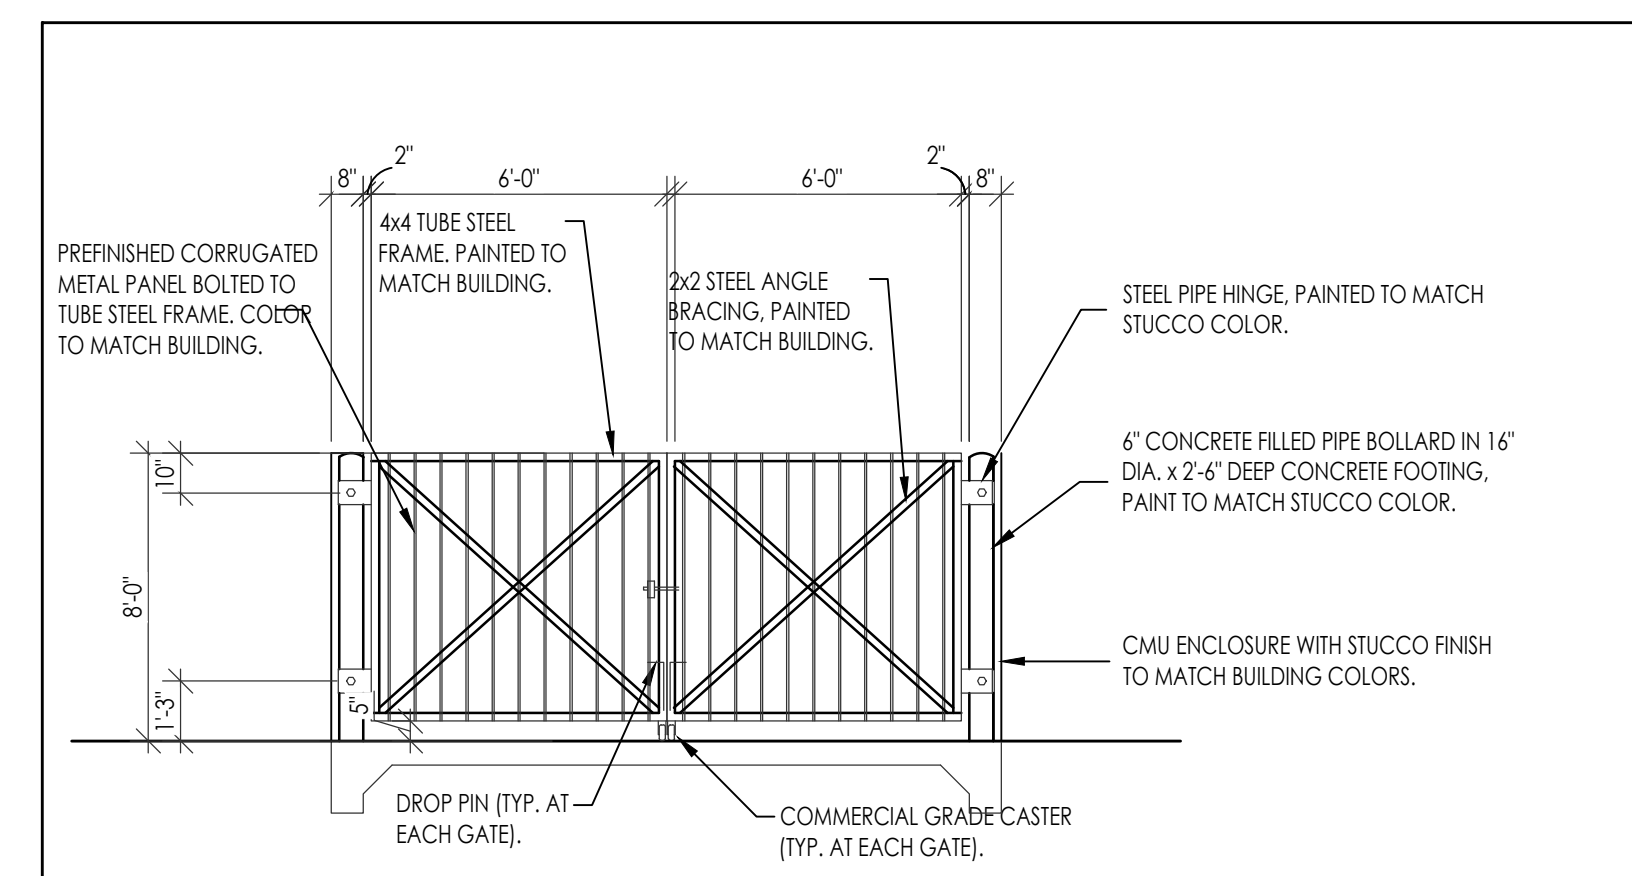 2"
2"
8"
6'-0"
6'-0"
8"
4x4 TUBE STEEL
FRAME. PAINTED TO
MATCH BUILDING.
PREFINISHED CORRUGATED
METAL PANEL BOLTED TO
TUBE STEEL FRAME. COLOR
TO MATCH BUILDING.
2x2 STEEL ANGLE
BRACING, PAINTED
TO MATCH BUILDING.
STEEL PIPE HINGE, PAINTED TO MATCH
STUCCO COLOR.
6" CONCRETE FILLED PIPE BOLLARD IN 16"
DIA. x 2'-6" DEEP CONCRETE FOOTING,
PAINT TO MATCH STUCCO COLOR.
10"
8'-0"
1'-3"
5"
CMU ENCLOSURE WITH STUCCO FINISH
TO MATCH BUILDING COLORS.
DROP PIN (TYP. AT
EACH GATE).
COMMERCIAL GRADE CASTER
(TYP. AT EACH GATE).